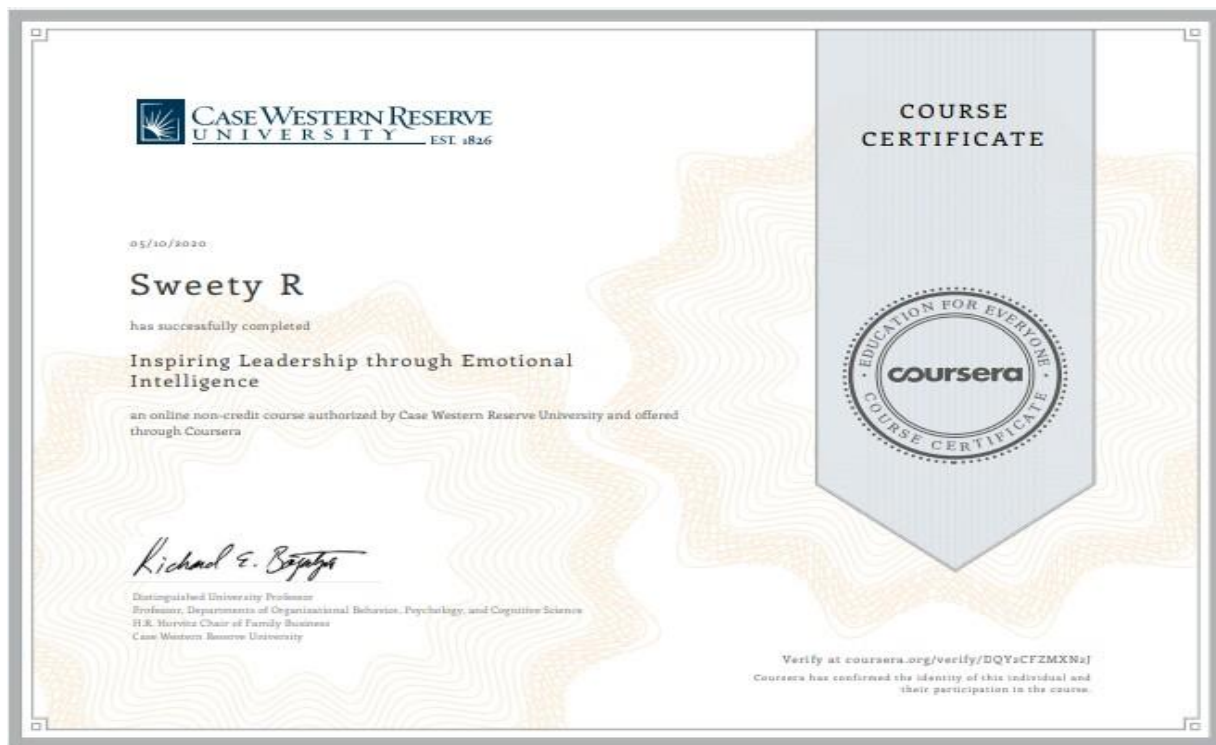 CASE WESTERN RESERVE
UNIVERSITY EST. 1826
COURSE
CERTIFICATE
05/10/2020
Sweety R
has successfully completed
Inspiring Leadership through Emotional
Intelligence
an online non-credit course authorized by Case Western Reserve University and offered
through Coursera
EDUCATION FOR EVERYONE
coursera
COURSE CERTIFICATE
Richard E.
Distinguished University Professor
Professor, Departments of Organizational Behavior, Psychology, and Cognitive Science
H.R. Horvitz Chair of Family Business
Case Western Reserve University
Verify at coursera.org/verify/DQY2CFZMXN2J
Coursera has confirmed the identity of this individual and
their participation in the course.